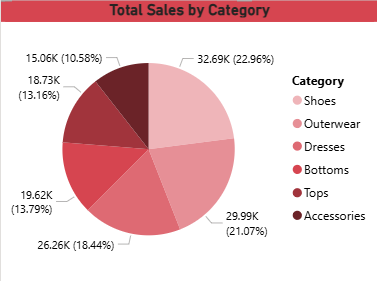 Total Sales by Category
15.06K (10.58%)
32.69K (22.96%)
18.73K
(13.16%)
Category
Shoes
Outerwear
Dresses
Bottoms
Tops
Accessories
19.62K
(13.79%)
29.99K
(21.07%)
26.26K (18.44%)